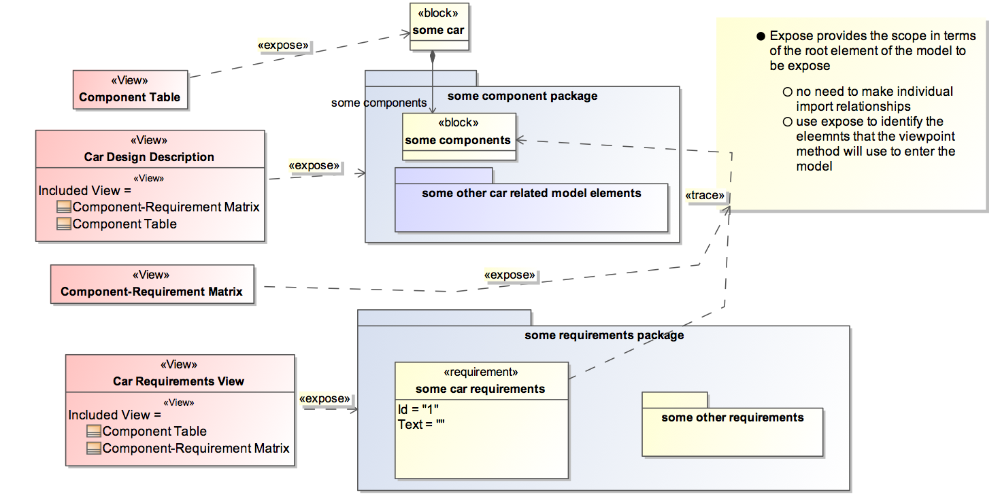 «block»
some car
«expose»
«View»
Component Table
some component package
some components
«block»
some components
some other car related model elements
«View»
Car Design Description
«View»
Included View =
Component-Requirement Matrix
Component Table
«expose»
● Expose provides the scope in terms
of the root element of the model to
be expose
○ no need to make individual
import relationships
○ use expose to identify the
eleemnts that the viewpoint
method will use to enter the
model
«trace»
«View»
Component-Requirement Matrix
«expose»
some requirements package
«View»
Car Requirements View
«View»
Included View =
Component Table
Component-Requirement Matrix
«expose»
«requirement»
some car requirements
Id = "1"
Text = ""
some other requirements